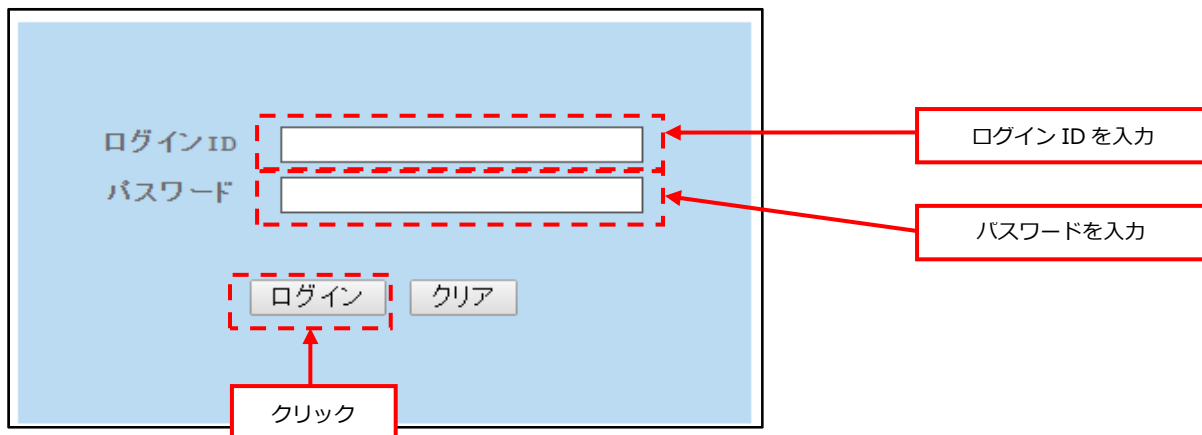 ログインID
ログイン ID を入力
パスワード
パスワードを入力
ログイン
クリア
クリック